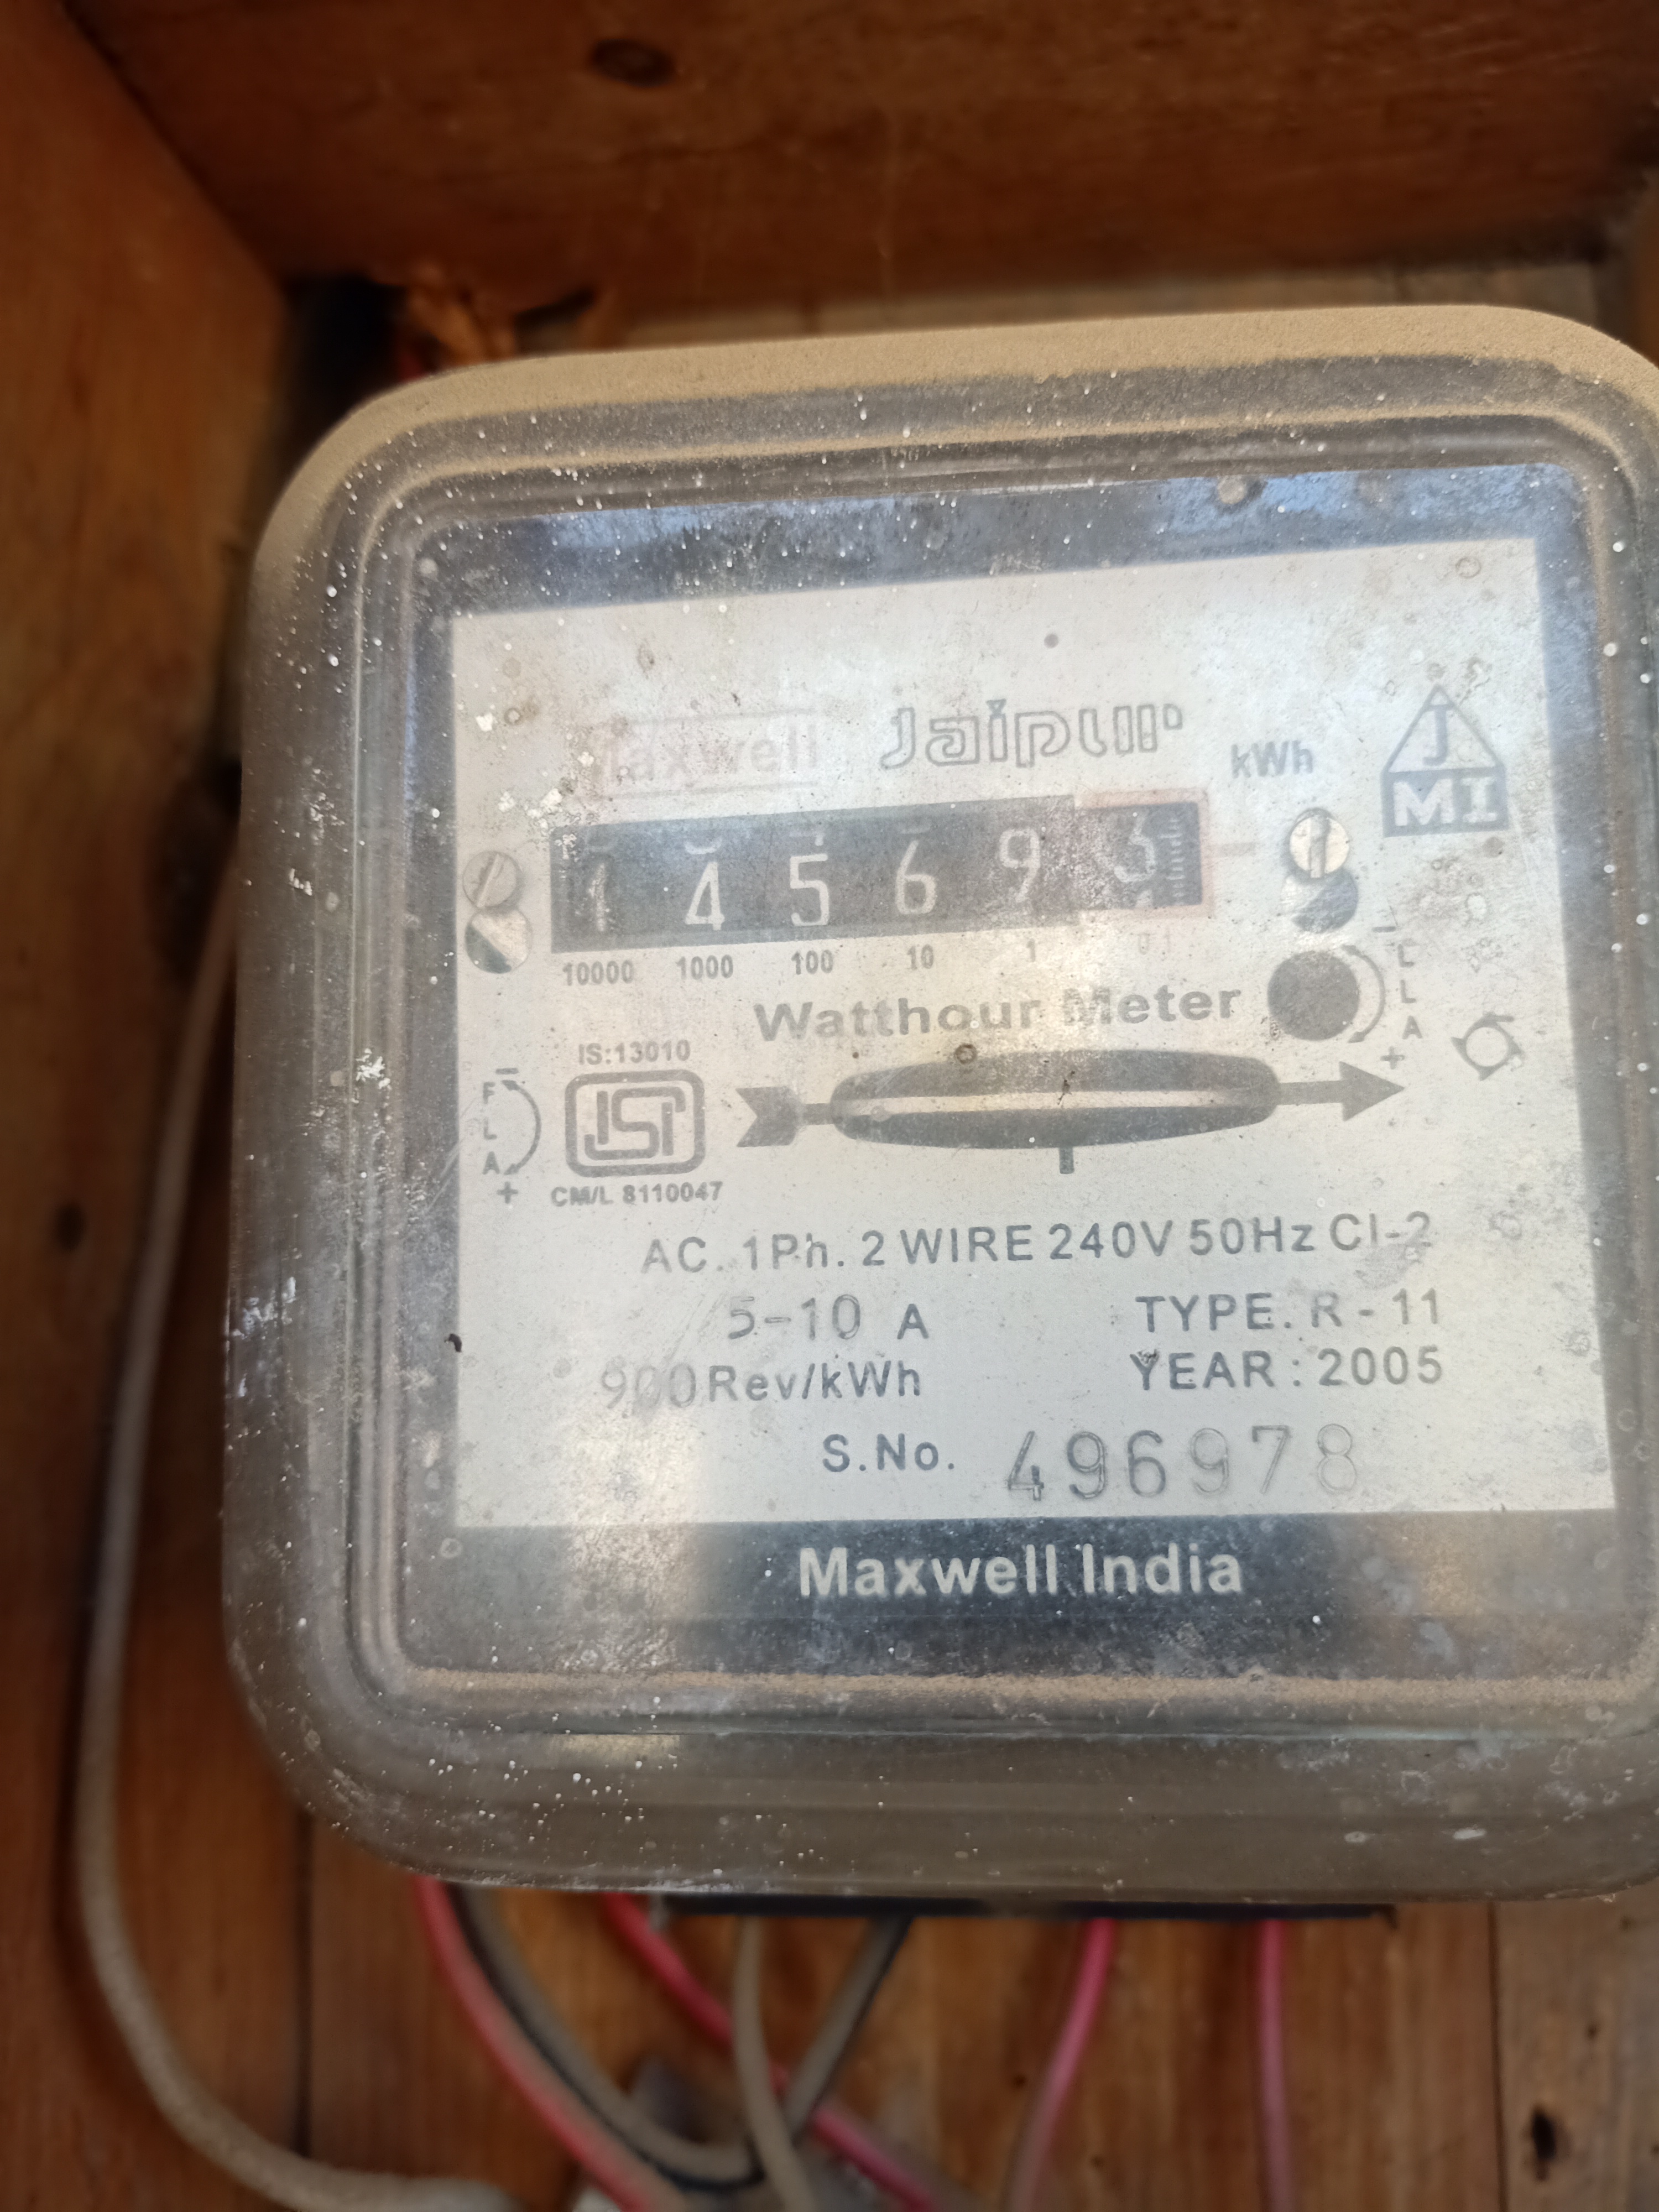 Maxwell Jaipur
kWh
J
MI
1 4 5 6 9 3
10000 1000 100 10 1 0.1
Watthour Meter
L
L
A
+
IS:13010
F
L
A
+
ISI
CM/L 8110047
AC. 1Ph. 2 WIRE 240V 50Hz Cl-2
5-10 A TYPE. R - 11
900 Rev/kWh YEAR : 2005
S.No. 496978
Maxwell India